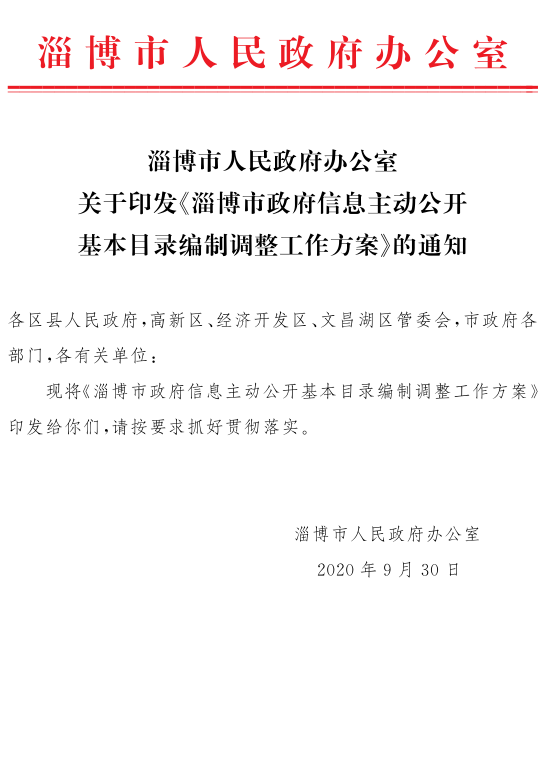 淄博市人民政府办公室
淄博市人民政府办公室
关于印发《淄博市政府信息主动公开
基本目录编制调整工作方案》的通知
各区县人民政府,高新区、经济开发区、文昌湖区管委会,市政府各
部门,各有关单位:
现将《淄博市政府信息主动公开基本目录编制调整工作方案》
印发给你们,请按要求抓好贯彻落实。
淄博市人民政府办公室
2020年9月30日